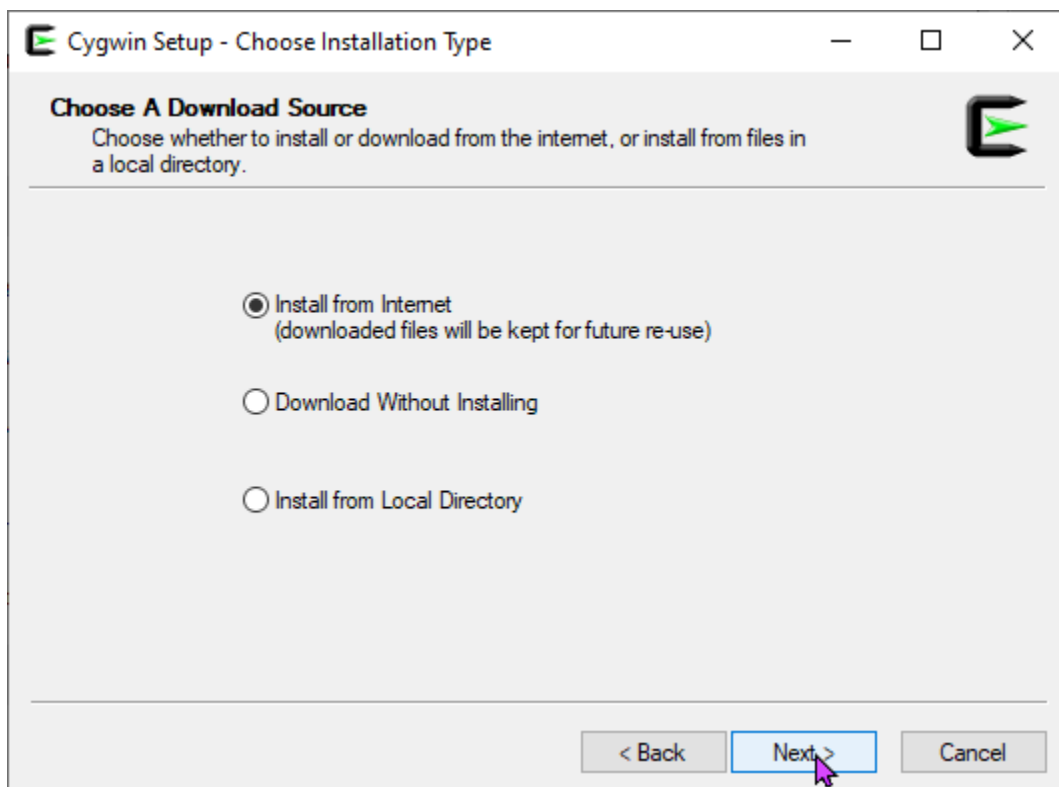 Cygwin Setup - Choose Installation Type
Choose A Download Source
Choose whether to install or download from the internet, or install from files in
a local directory.
Install from Internet
(downloaded files will be kept for future re-use)
Download Without Installing
Install from Local Directory
< Back
Next >
Cancel